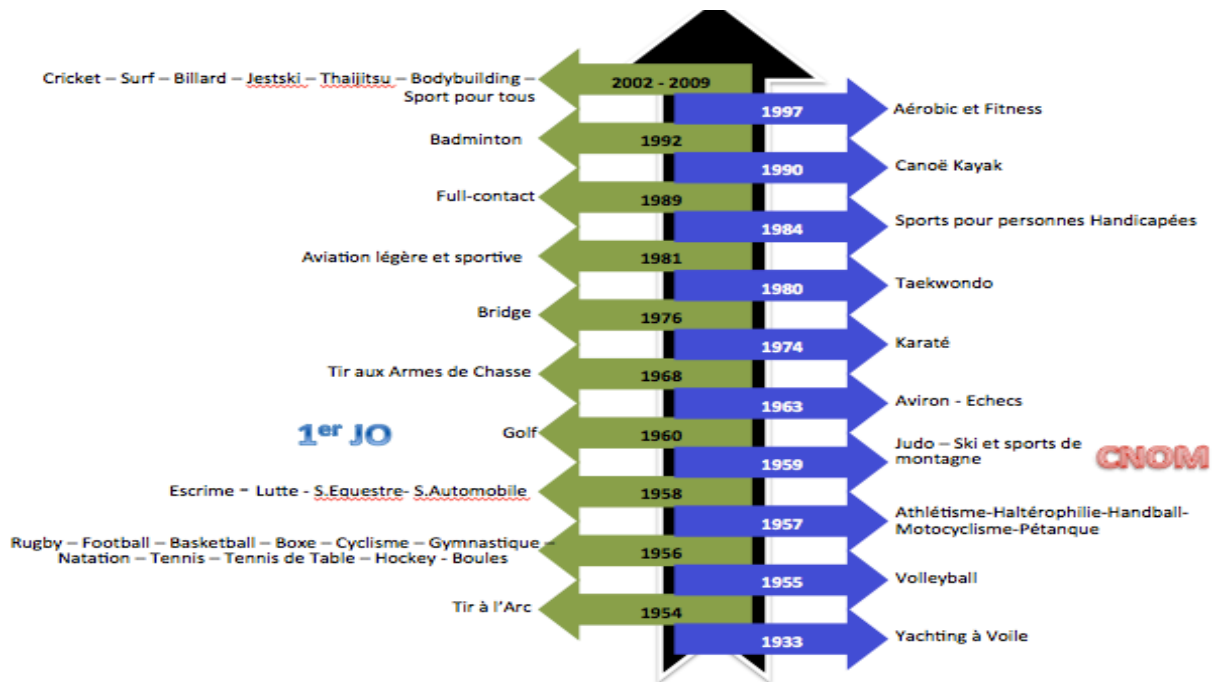 Cricket – Surf – Billard – Jestski – Thaijitsu – Bodybuilding –
Sport pour tous
2002 - 2009
1997
Aérobic et Fitness
Badminton
1992
1990
Canoë Kayak
Full-contact
1989
1984
Sports pour personnes Handicapées
Aviation légère et sportive
1981
1980
Taekwondo
Bridge
1976
1974
Karaté
Tir aux Armes de Chasse
1968
1963
Aviron - Echecs
1er JO
Golf
1960
1959
Judo – Ski et sports de
montagne
CNOM
Escrime – Lutte - S.Equestre- S.Automobile
1958
1957
Athlétisme-Haltérophilie-Handball-
Motocyclisme-Pétanque
Rugby – Football – Basketball – Boxe – Cyclisme – Gymnastique –
Natation – Tennis – Tennis de Table – Hockey - Boules
1956
1955
Volleyball
Tir à l'Arc
1954
1933
Yachting à Voile